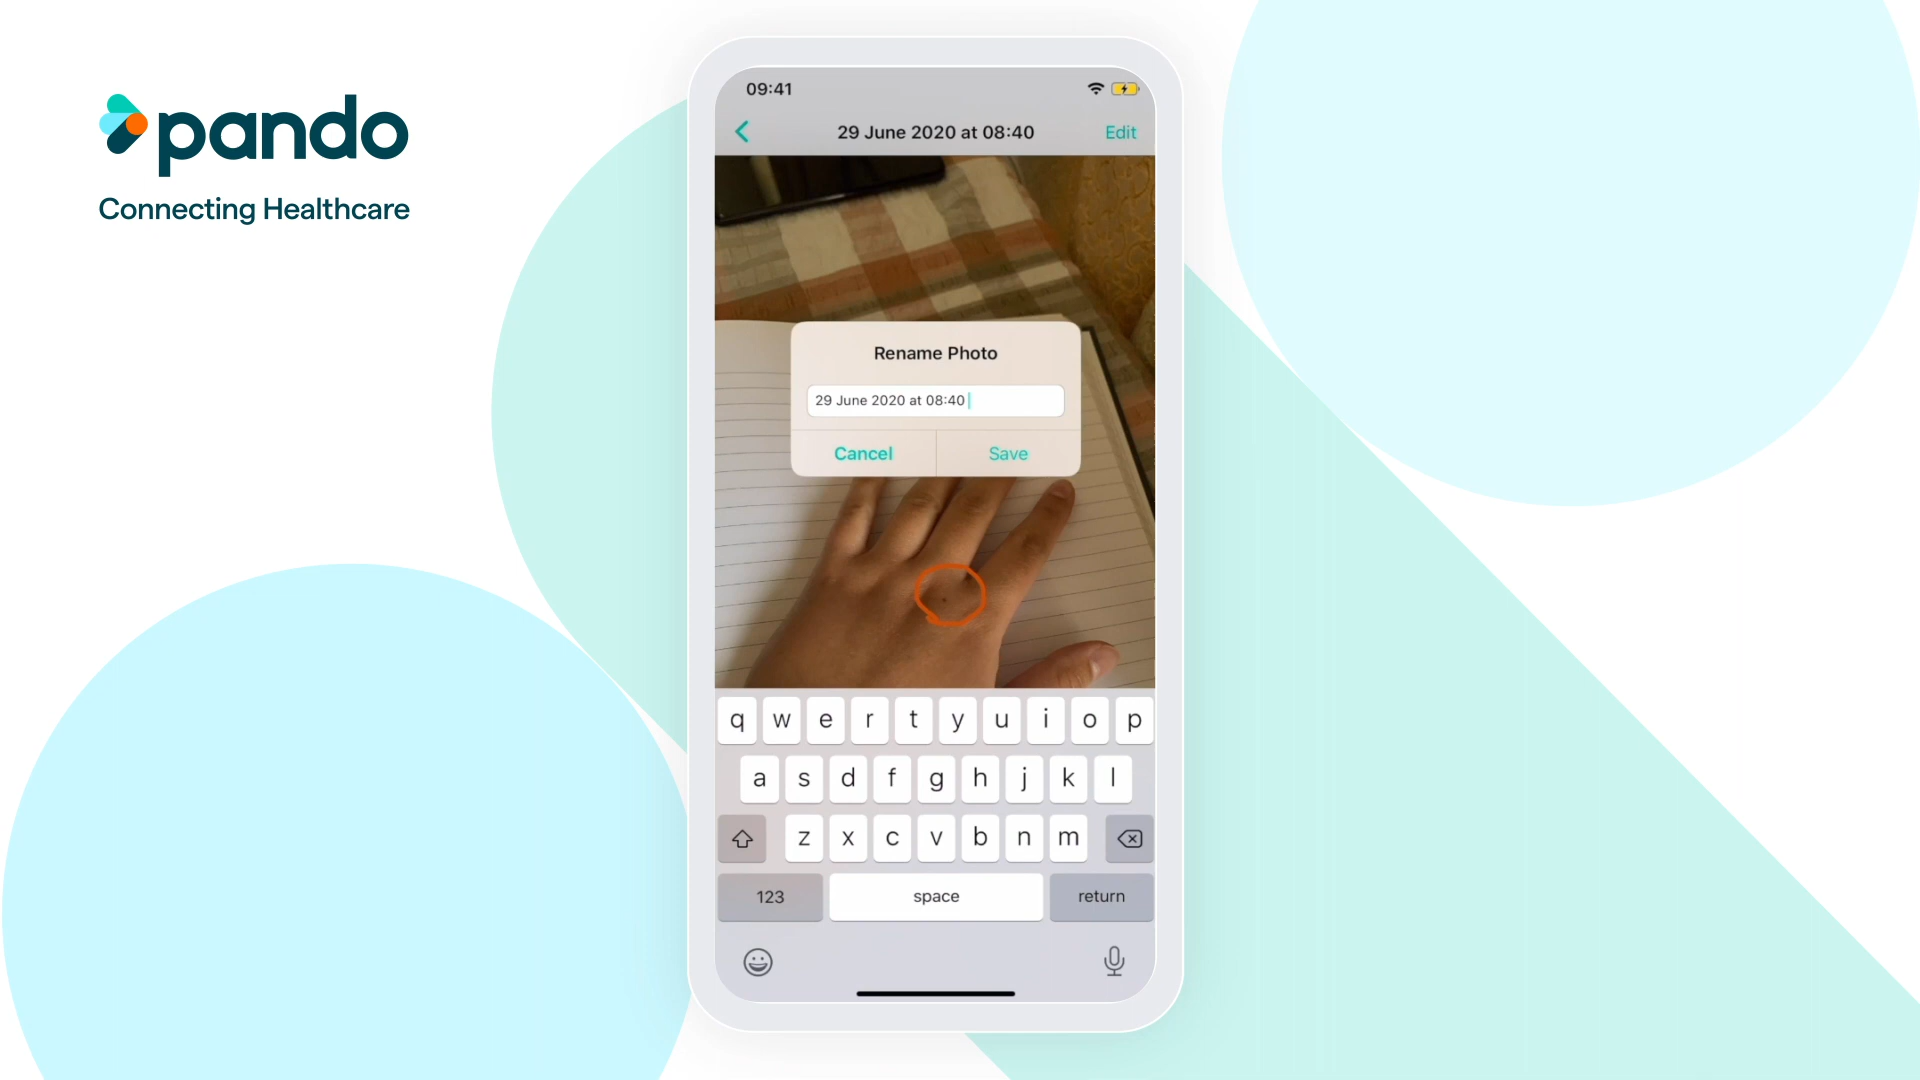 pando
Connecting Healthcare
09:41
29 June 2020 at 08:40
Edit
Rename Photo
29 June 2020 at 08:40
Cancel
Save
q w e r t y u i o p
a s d f g h j k l
z x c v b n m
123
space
return